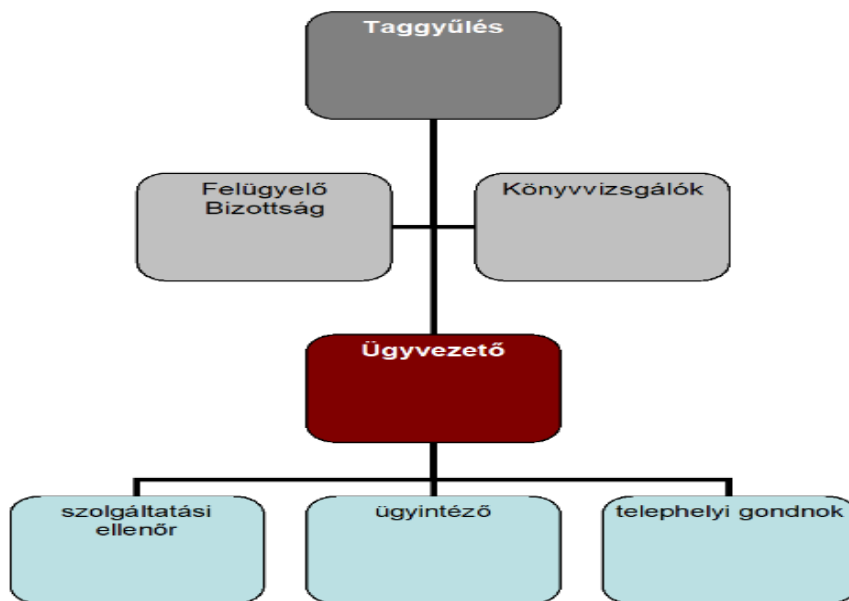 Taggyűlés
Felügyelő
Bizottság
Könyvvizsgálók
Ügyvezető
szolgáltatási
ellenőr
ügyintéző
telephelyi gondnok